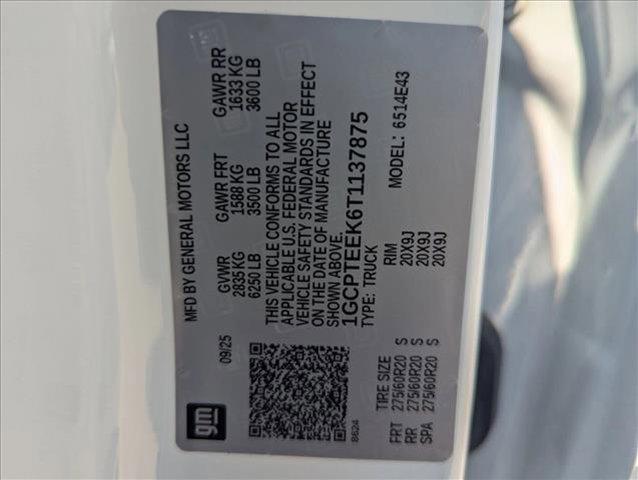 MFD BY GENERAL MOTORS LLC
09/25
GVWR GAWR FRT GAWR RR
2835 KG 1588 KG 1633 KG
6250 LB 3500 LB 3600 LB
THIS VEHICLE CONFORMS TO ALL
APPLICABLE U.S. FEDERAL MOTOR
VEHICLE SAFETY STANDARDS IN EFFECT
ON THE DATE OF MANUFACTURE
SHOWN ABOVE.
1GCPTEEK6T1137875
TYPE: TRUCK MODEL: 6514E43
gm
8624
TIRE SIZE RIM
FRT 275/60R20 S 20X9J
RR 275/60R20 S 20X9J
SPA 275/60R20 S 20X9J